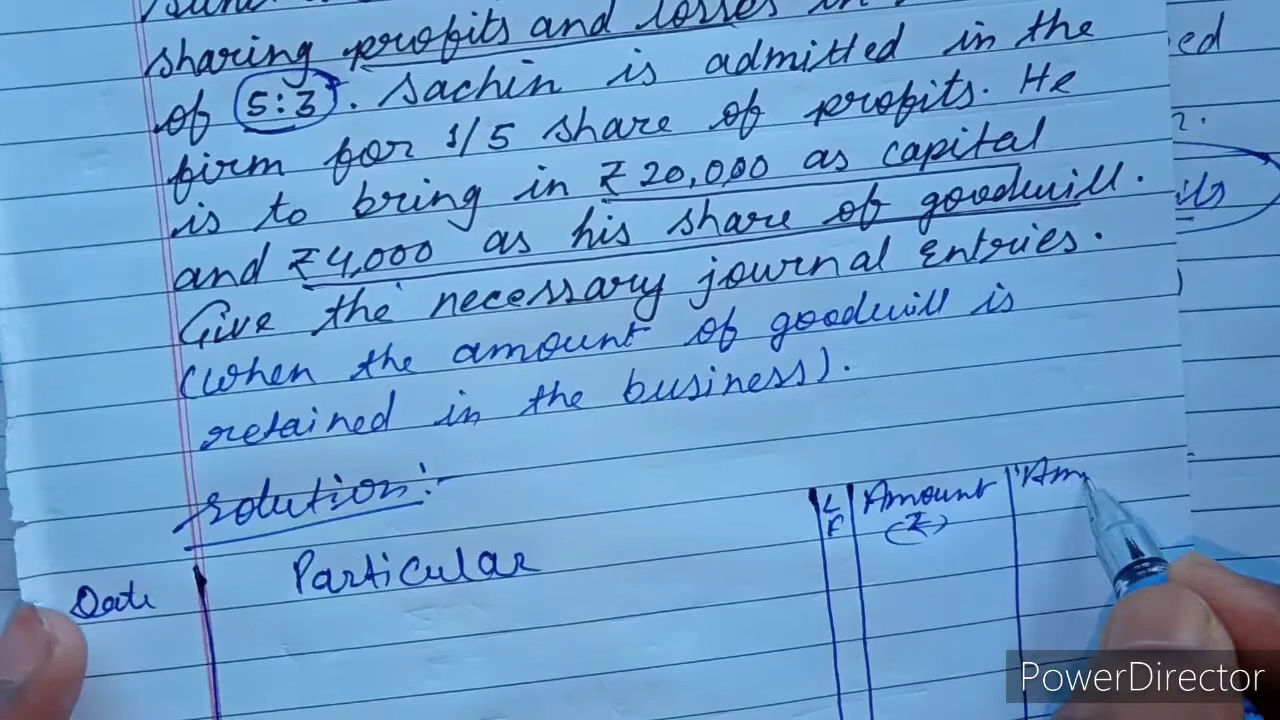 sharing profits and losses in
of 5:3. Sachin is admitted in the
firm for 1/5 share of profits. He
is to bring in ₹20,000 as capital
and ₹4,000 as his share of goodwill.
Give the necessary journal Entries.
(When the amount of goodwill is
retained in the business).
Solution:-
Date Particular L F Amount (₹) Am
ed
2.
PowerDirector